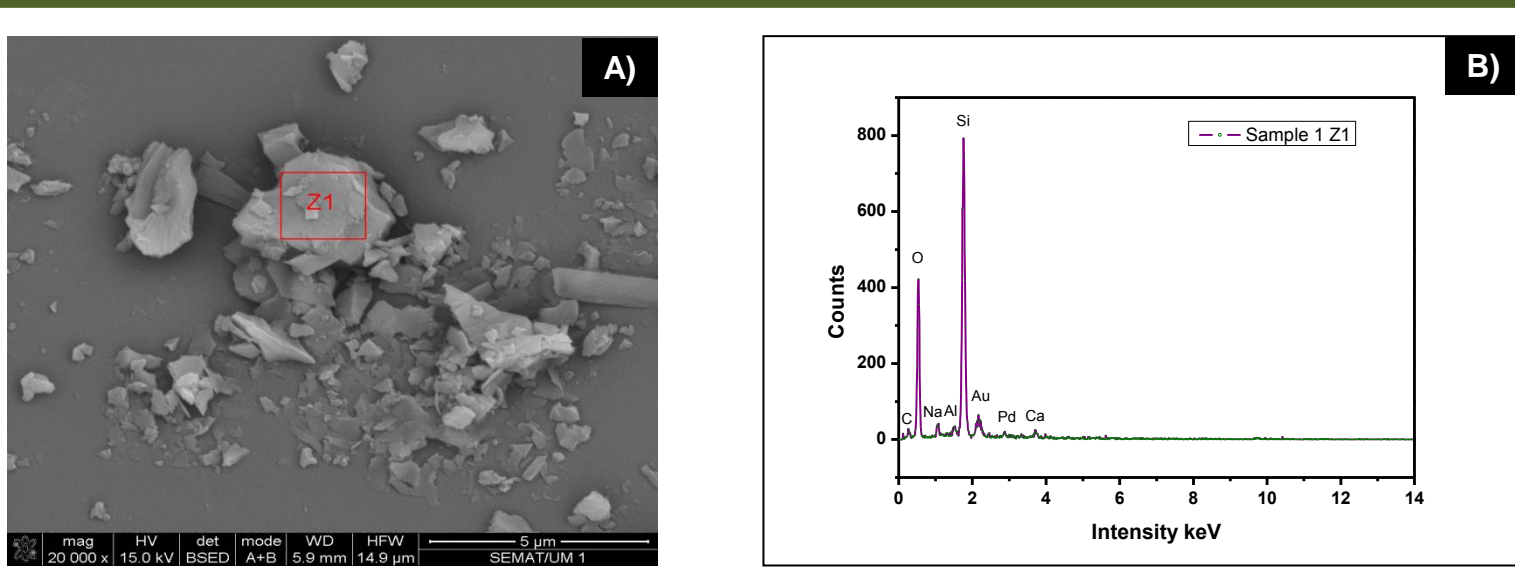 A)
Z1
mag HV det mode WD HFW 5 µm
20 000 x 15.0 kV BSED A+B 5.9 mm 14.9 µm SEMAT/UM 1
B)
Sample 1 Z1
Si
O
C Na Al Au Pd Ca
800
600
400
200
0
Counts
0 2 4 6 8 10 12 14
Intensity keV